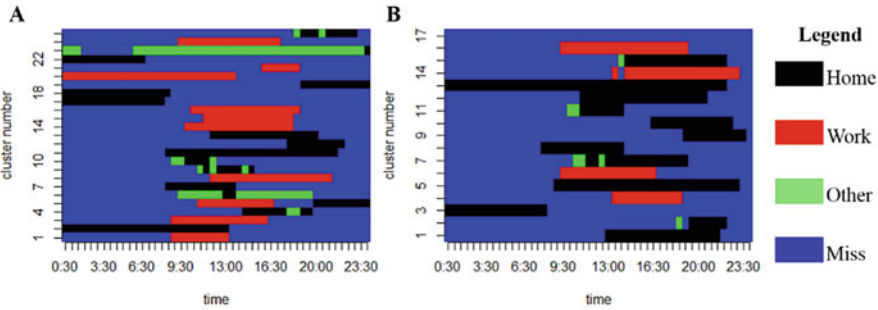 A
B
Legend
Home
Work
Other
Miss
cluster number
22
18
14
10
7
4
1
0:30 3:30 6:30 9:30 13:00 16:30 20:00 23:30
time
cluster number
17
14
11
9
7
5
3
1
0:30 3:30 6:30 9:30 13:00 16:30 20:00 23:30
time